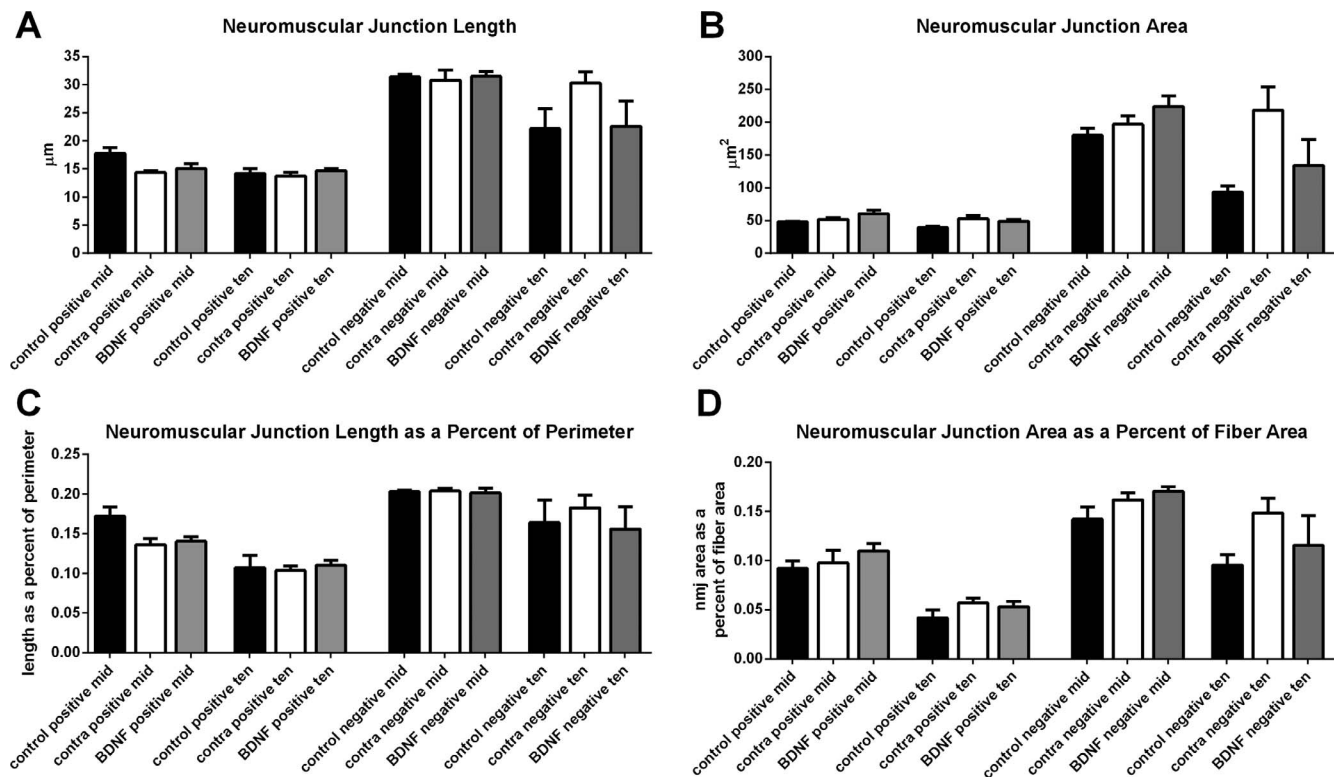 A
Neuromuscular Junction Length
35
30
25
20
15
10
5
0
μm
control positive mid
contra positive mid
BDNF positive mid
control positive ten
contra positive ten
BDNF positive ten
control negative mid
contra negative mid
BDNF negative mid
control negative ten
contra negative ten
BDNF negative ten
B
Neuromuscular Junction Area
300
250
200
150
100
50
0
μm²
control positive mid
contra positive mid
BDNF positive mid
control positive ten
contra positive ten
BDNF positive ten
control negative mid
contra negative mid
BDNF negative mid
control negative ten
contra negative ten
BDNF negative ten
C
Neuromuscular Junction Length as a Percent of Perimeter
0.25
0.20
0.15
0.10
0.05
0.00
length as a percent of perimeter
control positive mid
contra positive mid
BDNF positive mid
control positive ten
contra positive ten
BDNF positive ten
control negative mid
contra negative mid
BDNF negative mid
control negative ten
contra negative ten
BDNF negative ten
D
Neuromuscular Junction Area as a Percent of Fiber Area
0.20
0.15
0.10
0.05
0.00
nmj area as a
percent of fiber area
control positive mid
contra positive mid
BDNF positive mid
control positive ten
contra positive ten
BDNF positive ten
control negative mid
contra negative mid
BDNF negative mid
control negative ten
contra negative ten
BDNF negative ten